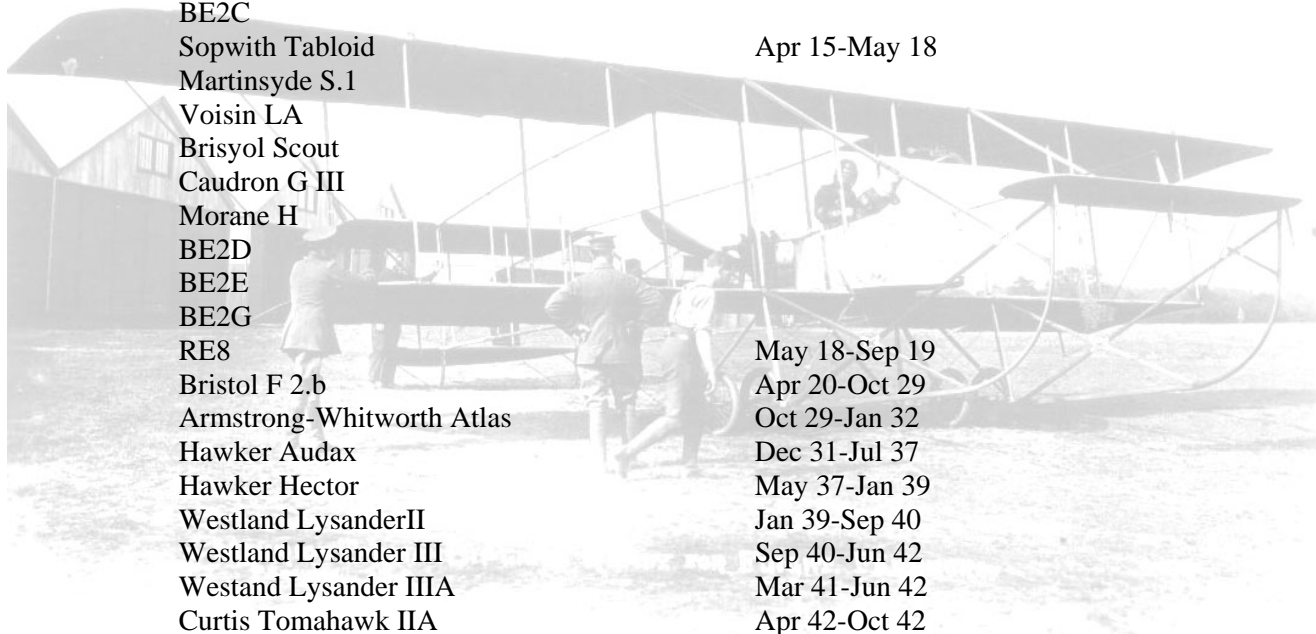 BE2C
Sopwith Tabloid Apr 15-May 18
Martinsyde S.1
Voisin LA
Brisyol Scout
Caudron G III
Morane H
BE2D
BE2E
BE2G
RE8 May 18-Sep 19
Bristol F 2.b Apr 20-Oct 29
Armstrong-Whitworth Atlas Oct 29-Jan 32
Hawker Audax Dec 31-Jul 37
Hawker Hector May 37-Jan 39
Westland LysanderII Jan 39-Sep 40
Westland Lysander III Sep 40-Jun 42
Westand Lysander IIIA Mar 41-Jun 42
Curtis Tomahawk IIA Apr 42-Oct 42